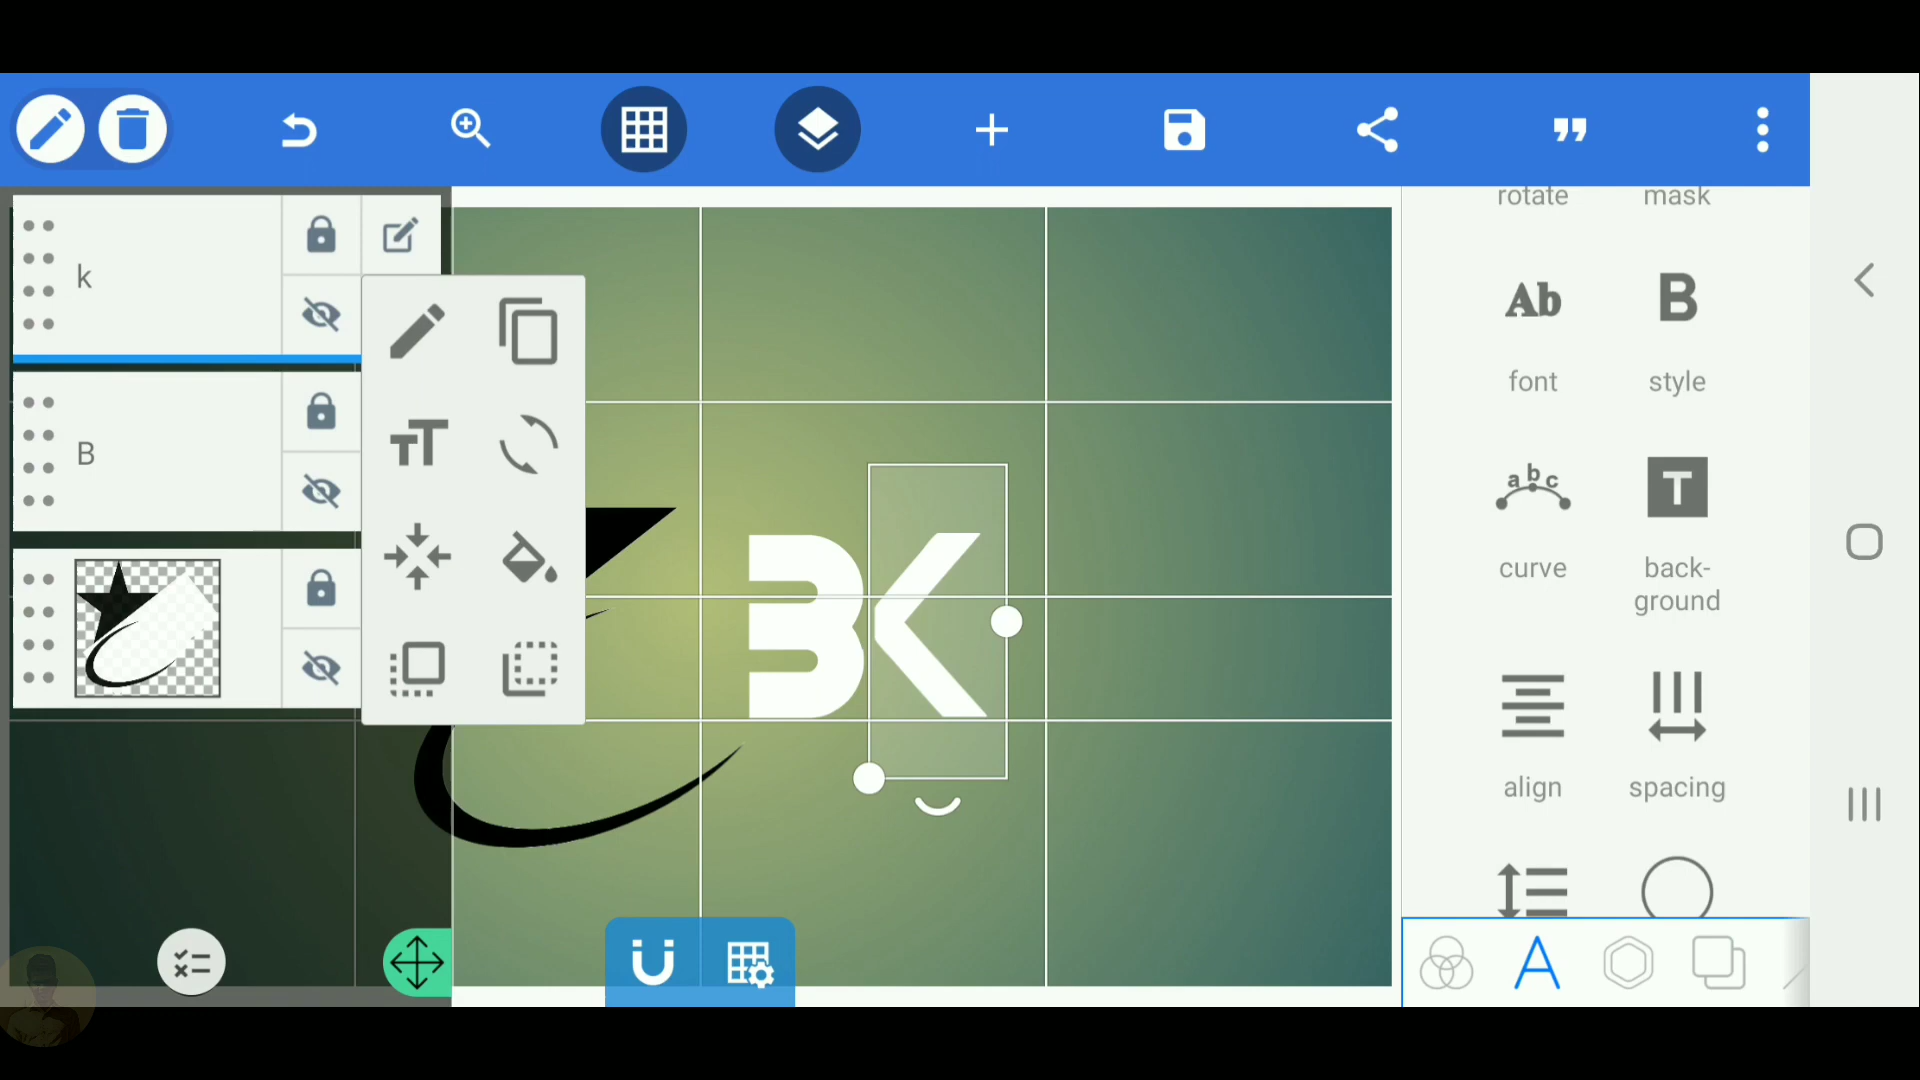 rotate mask
k
Ab B
font style
B
abc T
curve back-
ground
BK
align spacing